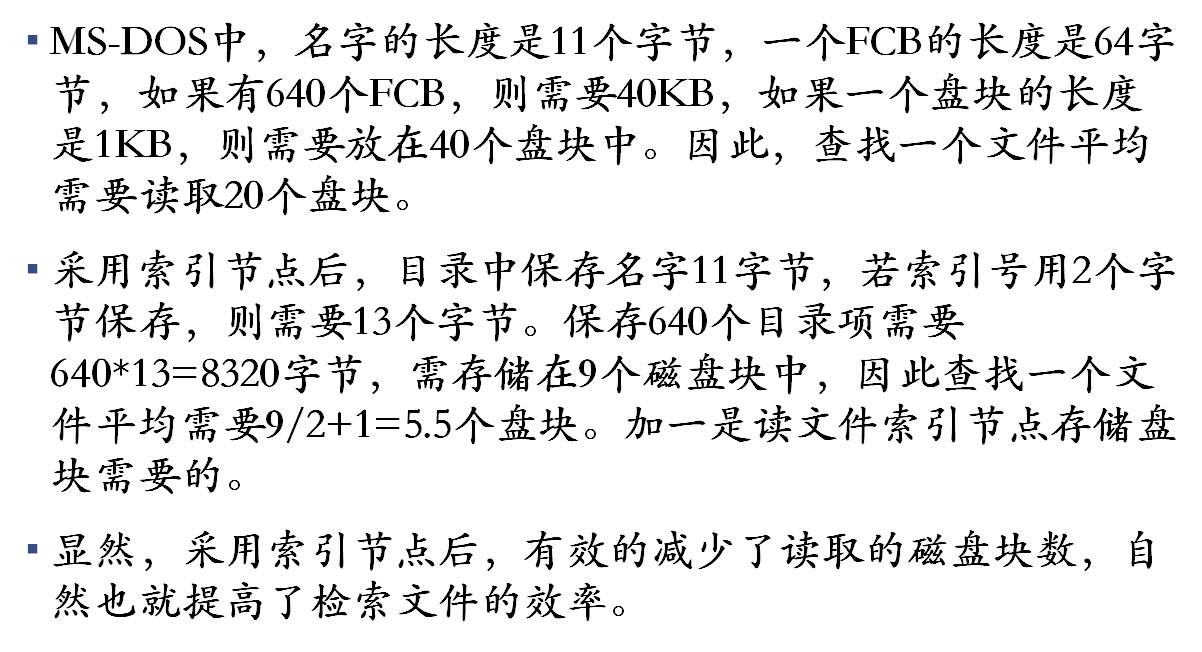 ▪ MS-DOS中，名字的长度是11个字节，一个FCB的长度是64字
节，如果有640个FCB，则需要40KB，如果一个盘块的长度
是1KB，则需要放在40个盘块中。因此，查找一个文件平均
需要读取20个盘块。
▪ 采用索引节点后，目录中保存名字11字节，若索引号用2个字
节保存，则需要13个字节。保存640个目录项需要
640*13=8320字节，需存储在9个磁盘块中，因此查找一个文
件平均需要9/2+1=5.5个盘块。加一是读文件索引节点存储盘
块需要的。
▪ 显然，采用索引节点后，有效的减少了读取的磁盘块数，自
然也就提高了检索文件的效率。